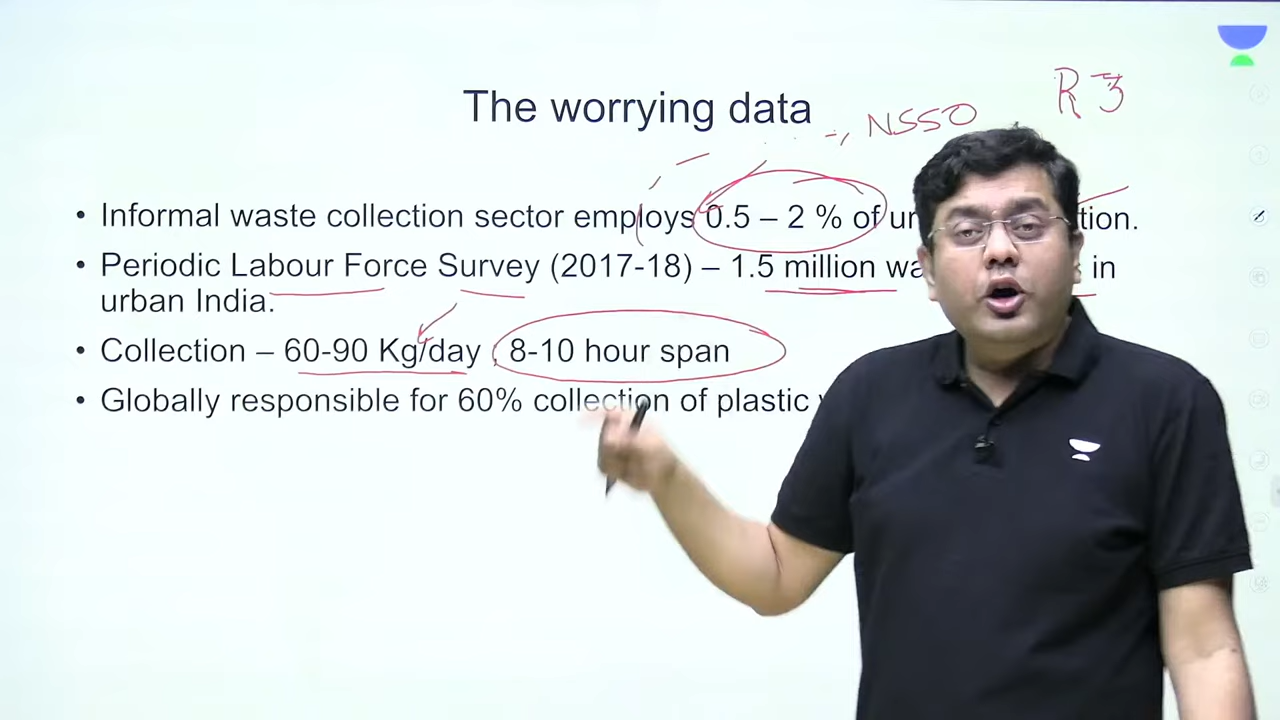 The worrying data
R 3
NSSO
• Informal waste collection sector employs 0.5 – 2 % of
• Periodic Labour Force Survey (2017-18) – 1.5 million in
urban India.
• Collection – 60-90 Kg/day , 8-10 hour span
• Globally responsible for 60% collection of plastic